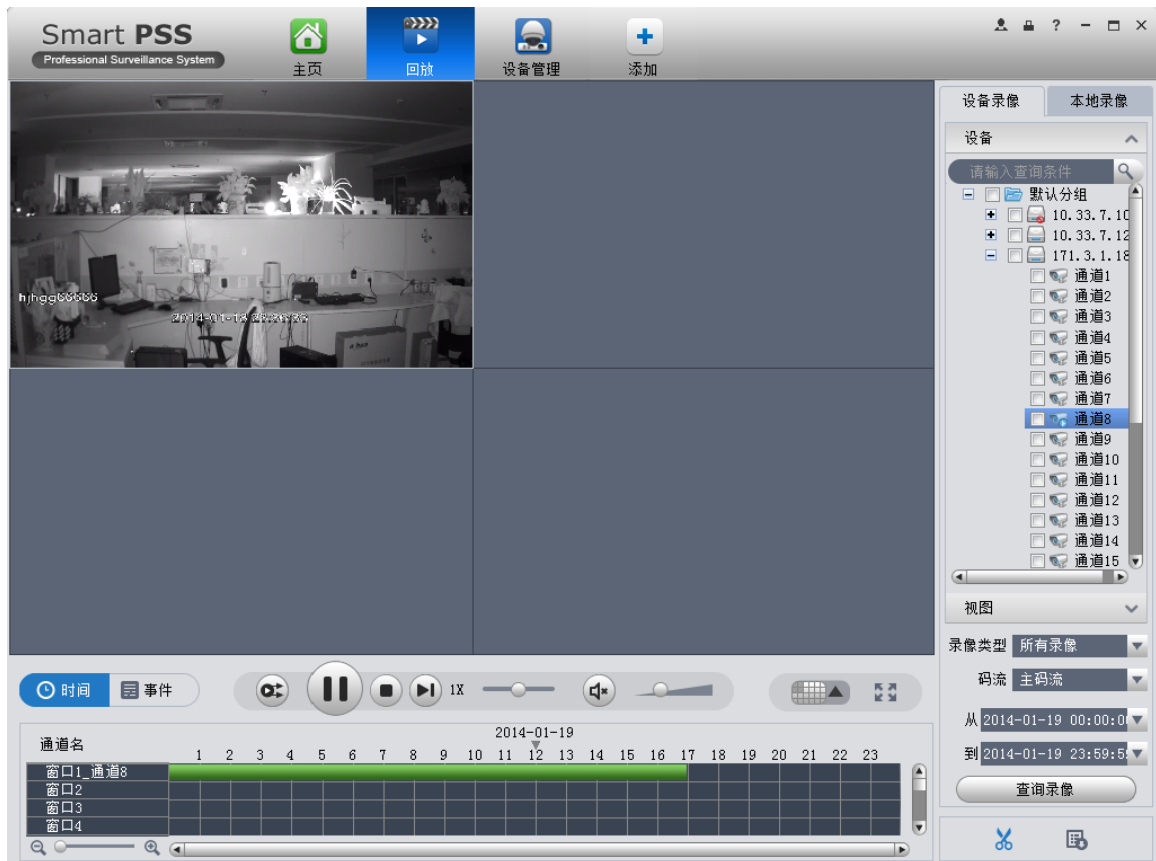 Smart PSS
Professional Surveillance System
主页
回放
设备管理
添加
设备录像
本地录像
设备
请输入查询条件
默认分组
10.33.7.10
10.33.7.12
171.3.1.18
通道1
通道2
通道3
通道4
通道5
通道6
通道7
通道8
通道9
通道10
通道11
通道12
通道13
通道14
通道15
hjhgg66666
视图
录像类型 所有录像
码流 主码流
从 2014-01-19 00:00:0
到 2014-01-19 23:59:5
查询录像
时间
事件
1X
2014-01-19
通道名
1 2 3 4 5 6 7 8 9 10 11 12 13 14 15 16 17 18 19 20 21 22 23
窗口1_通道8
窗口2
窗口3
窗口4